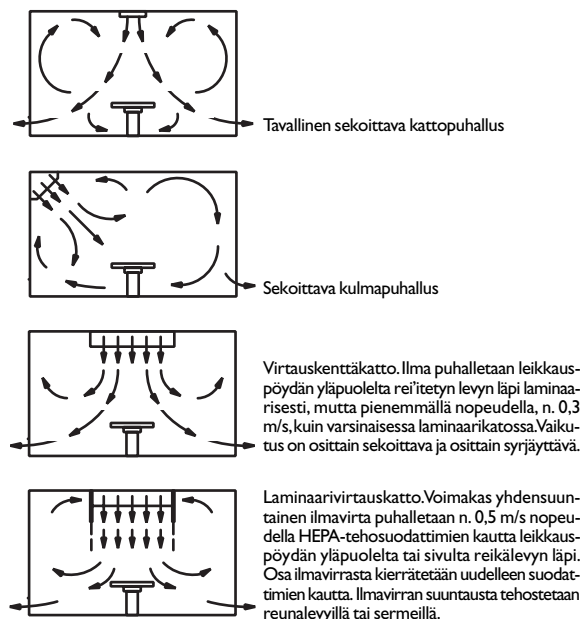 Tavallinen sekoittava kattopuhallus
Sekoittava kulmapuhallus
Virtauskenttäkatto. Ilma puhalletaan leikkaus-
pöydän yläpuolelta rei'itetyn levyn läpi laminaa-
risesti, mutta pienemmällä nopeudella, n. 0,3
m/s, kuin varsinaisessa laminaarikatossa. Vaiku-
tus on osittain sekoittava ja osittain syrjäyttävä.
Laminaarivirtauskatto. Voimakas yhdensuun-
tainen ilmavirta puhalletaan n. 0,5 m/s nopeu-
della HEPA-tehosuodattimien kautta leikkaus-
pöydän yläpuolelta tai sivulta reikälevyn läpi.
Osa ilmavirrasta kierrätetään uudelleen suodat-
timien kautta. Ilmavirran suuntausta tehostetaan
reunalevyillä tai sermeillä.